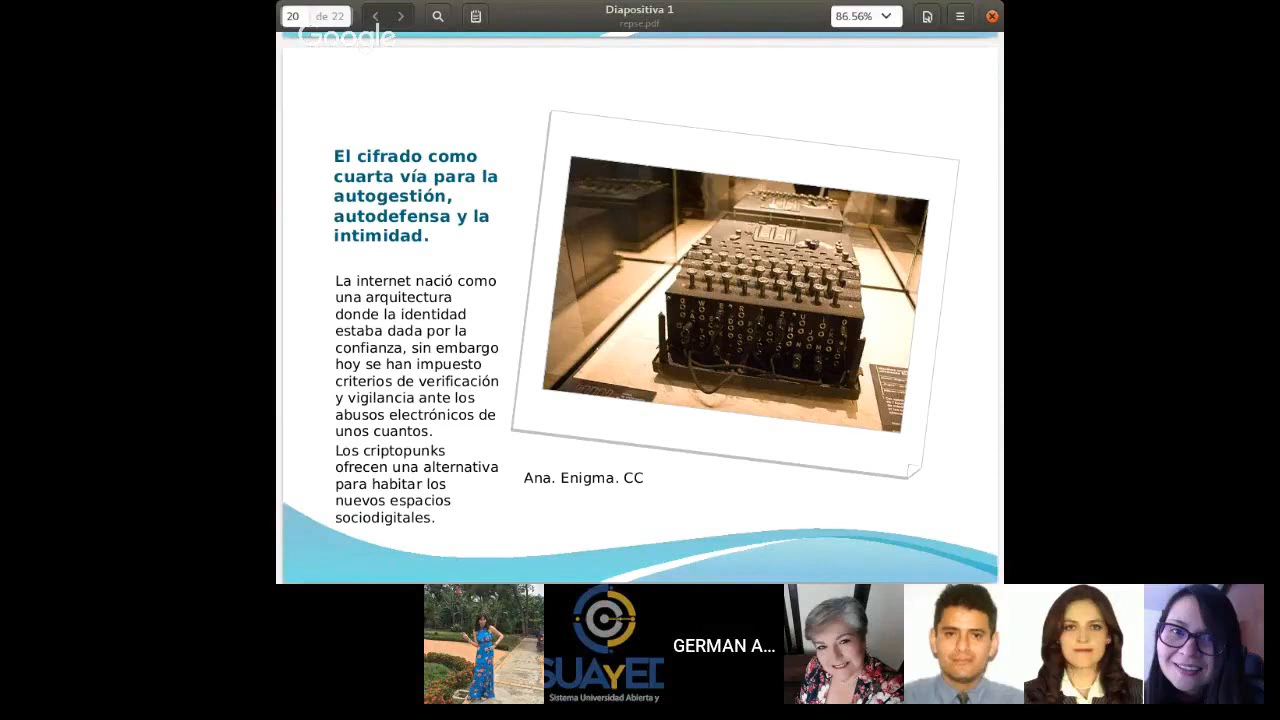 20 de 22
Diapositiva 1
repse.pdf
86.56%
Google
El cifrado como
cuarta vía para la
autogestión,
autodefensa y la
intimidad.
La internet nació como
una arquitectura
donde la identidad
estaba dada por la
confianza, sin embargo
hoy se han impuesto
criterios de verificación
y vigilancia ante los
abusos electrónicos de
unos cuantos.
Los criptopunks
ofrecen una alternativa
para habitar los
nuevos espacios
sociodigitales.
Ana. Enigma. CC
SUAyED
Sistema Universidad Abierta y
GERMAN A...